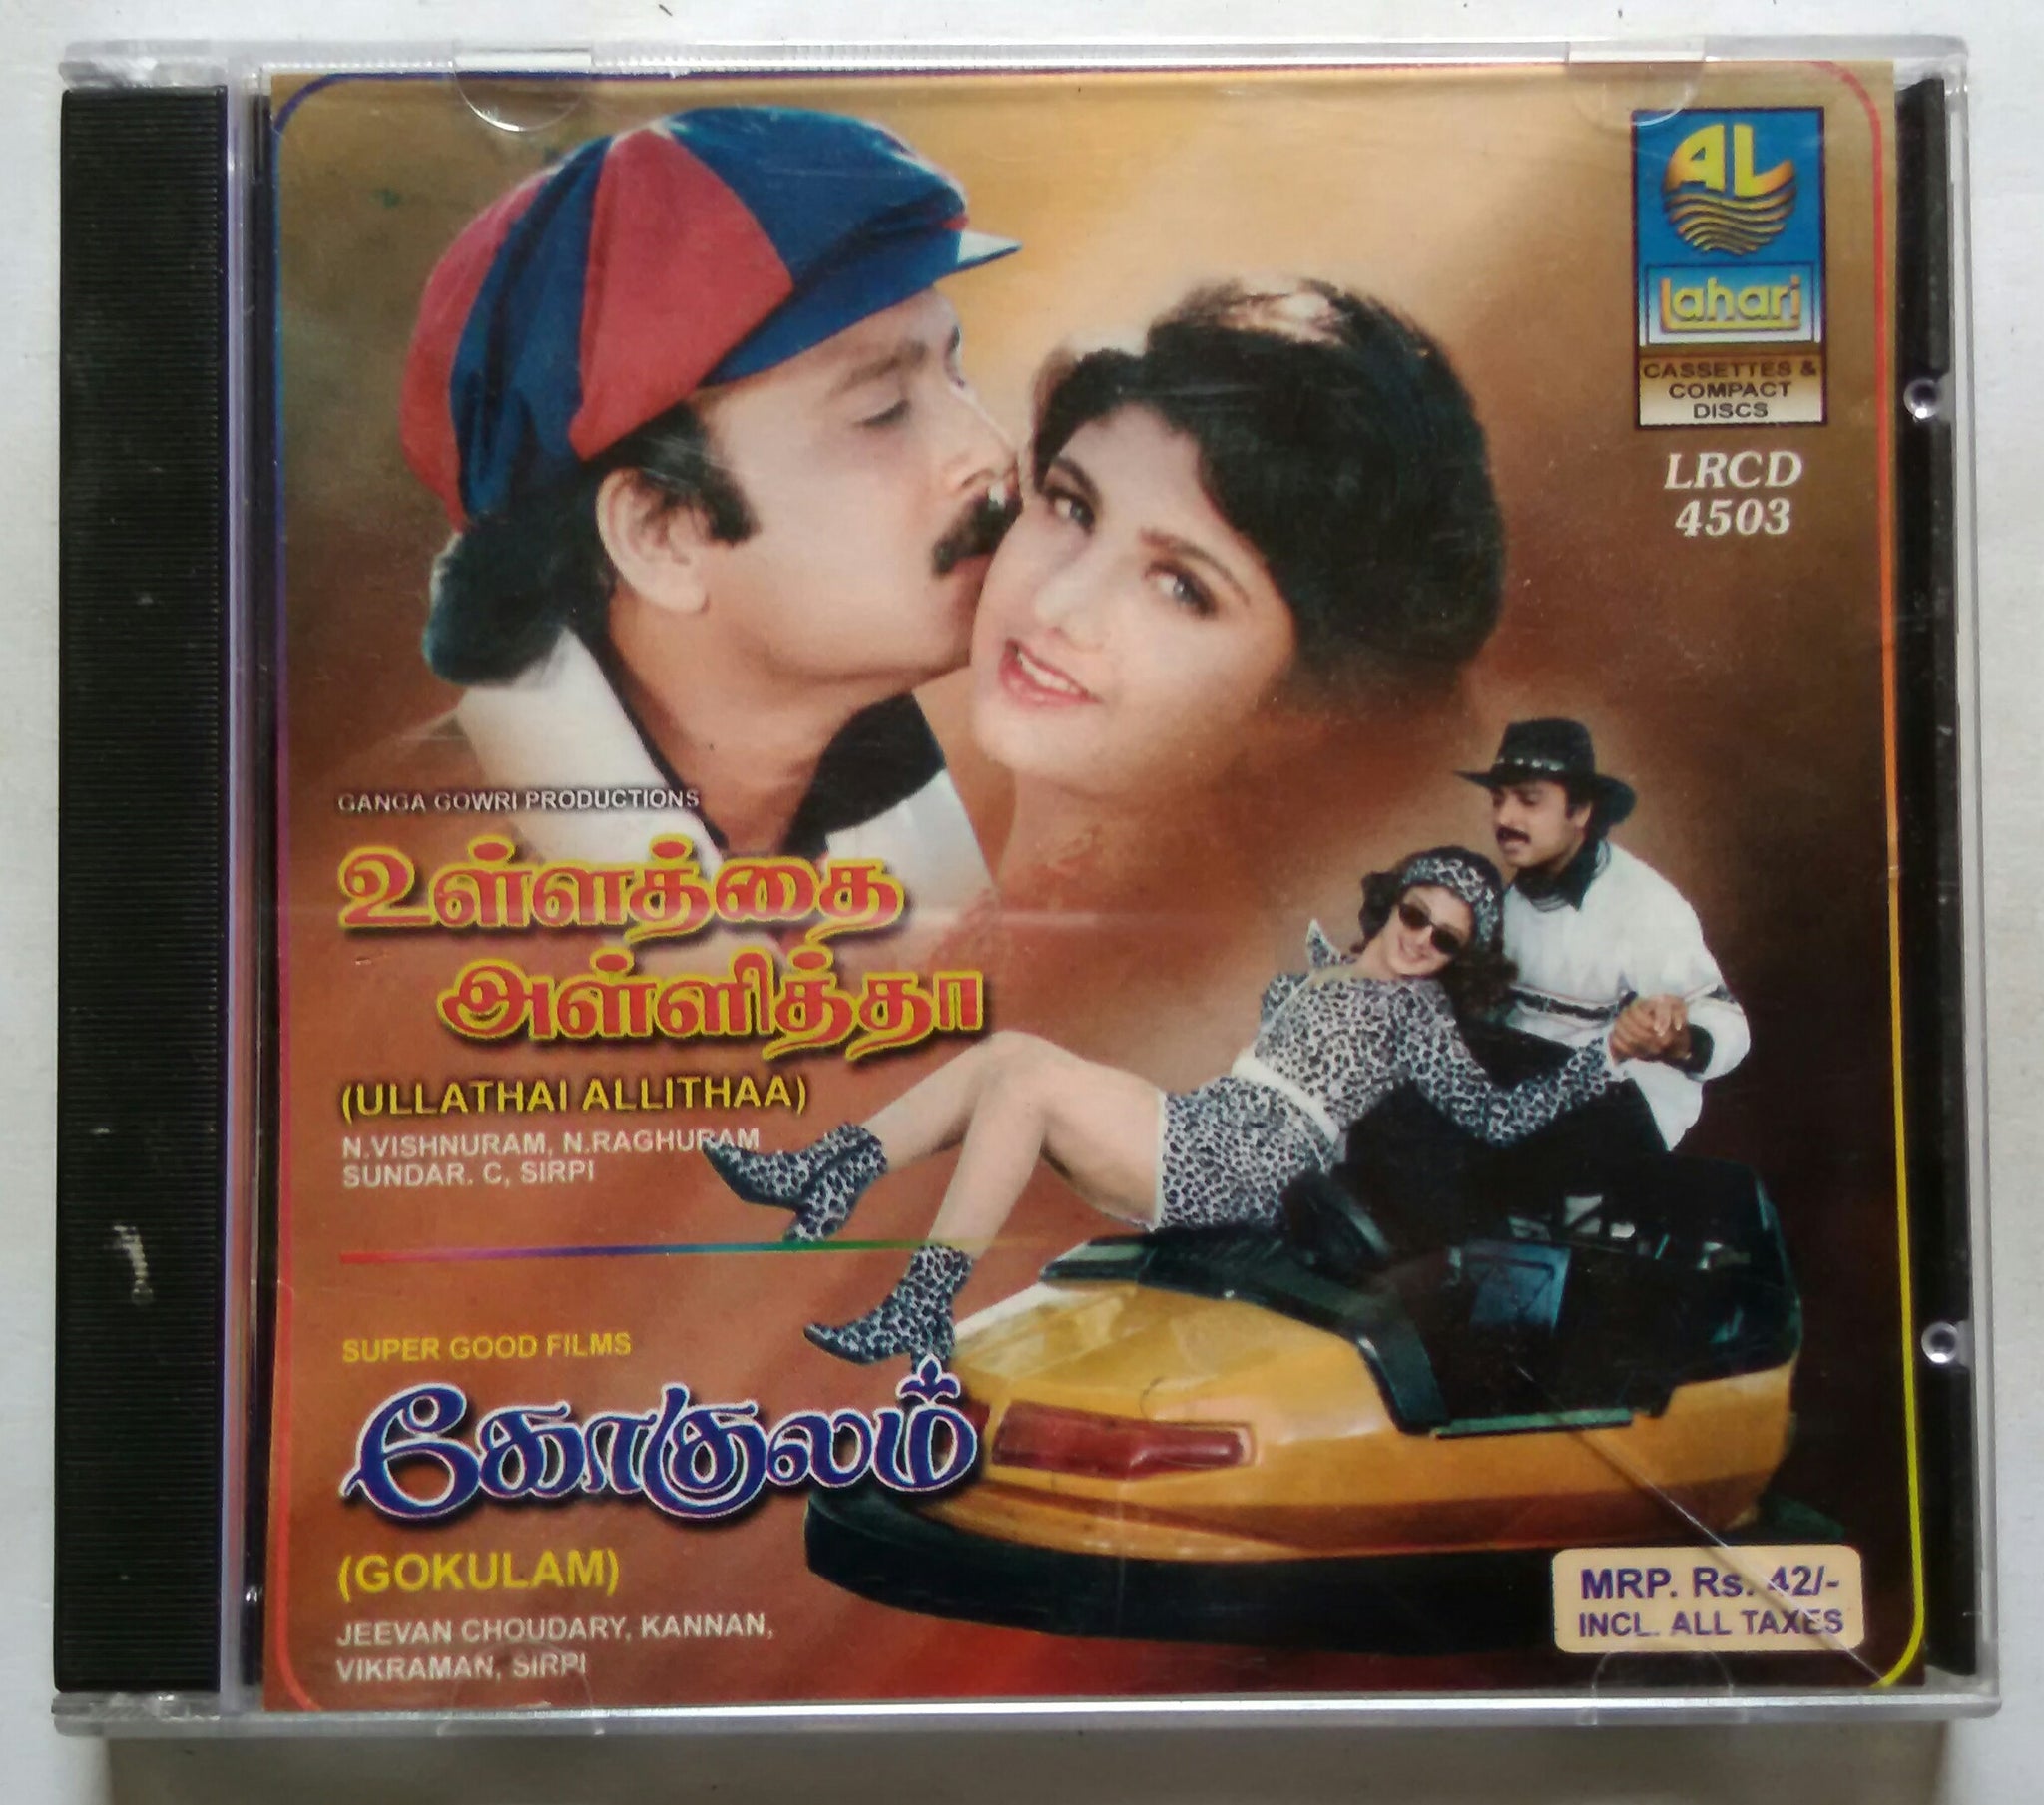 AL
Lahari
CASSETTES &
COMPACT
DISCS
LRCD
4503
GANGA GOWRI PRODUCTIONS
உள்ளத்தை
அள்ளித்தா
(ULLATHAI ALLITHAA)
N.VISHNURAM, N.RAGHURAM
SUNDAR. C, SIRPI
SUPER GOOD FILMS
கோகுலம்
(GOKULAM)
JEEVAN CHOUDARY, KANNAN,
VIKRAMAN, SIRPI
MRP. Rs. 42/-
INCL. ALL TAXES